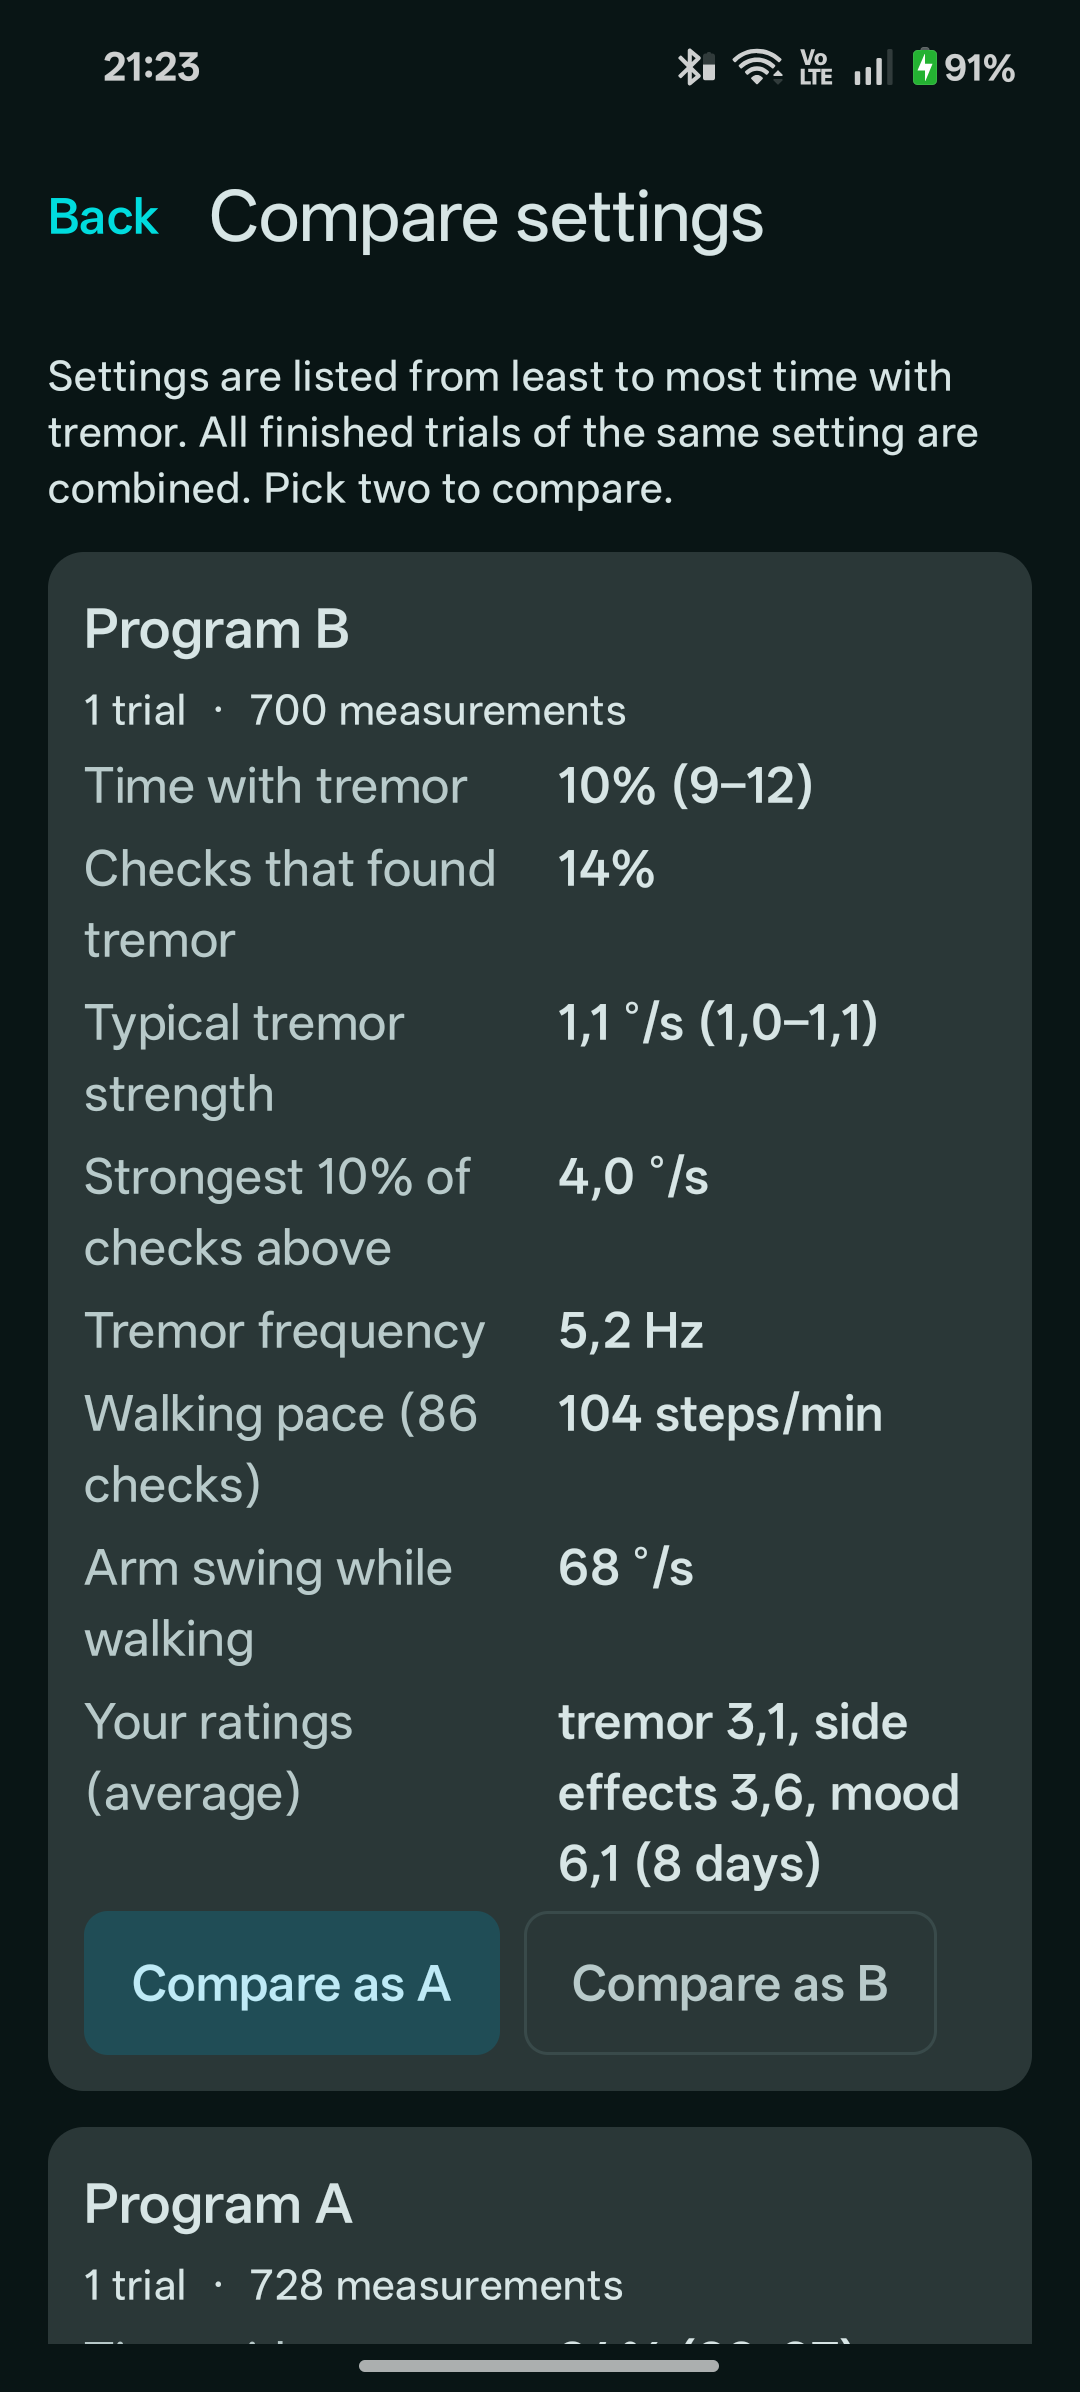 21:23
Vo
LTE
91%
Back
Compare settings
Settings are listed from least to most time with
tremor. All finished trials of the same setting are
combined. Pick two to compare.
Program B
1 trial · 700 measurements
Time with tremor 10% (9–12)
Checks that found 14%
tremor
Typical tremor 1,1 °/s (1,0–1,1)
strength
Strongest 10% of 4,0 °/s
checks above
Tremor frequency 5,2 Hz
Walking pace (86 104 steps/min
checks)
Arm swing while 68 °/s
walking
Your ratings tremor 3,1, side
(average) effects 3,6, mood
6,1 (8 days)
Compare as A
Compare as B
Program A
1 trial · 728 measurements